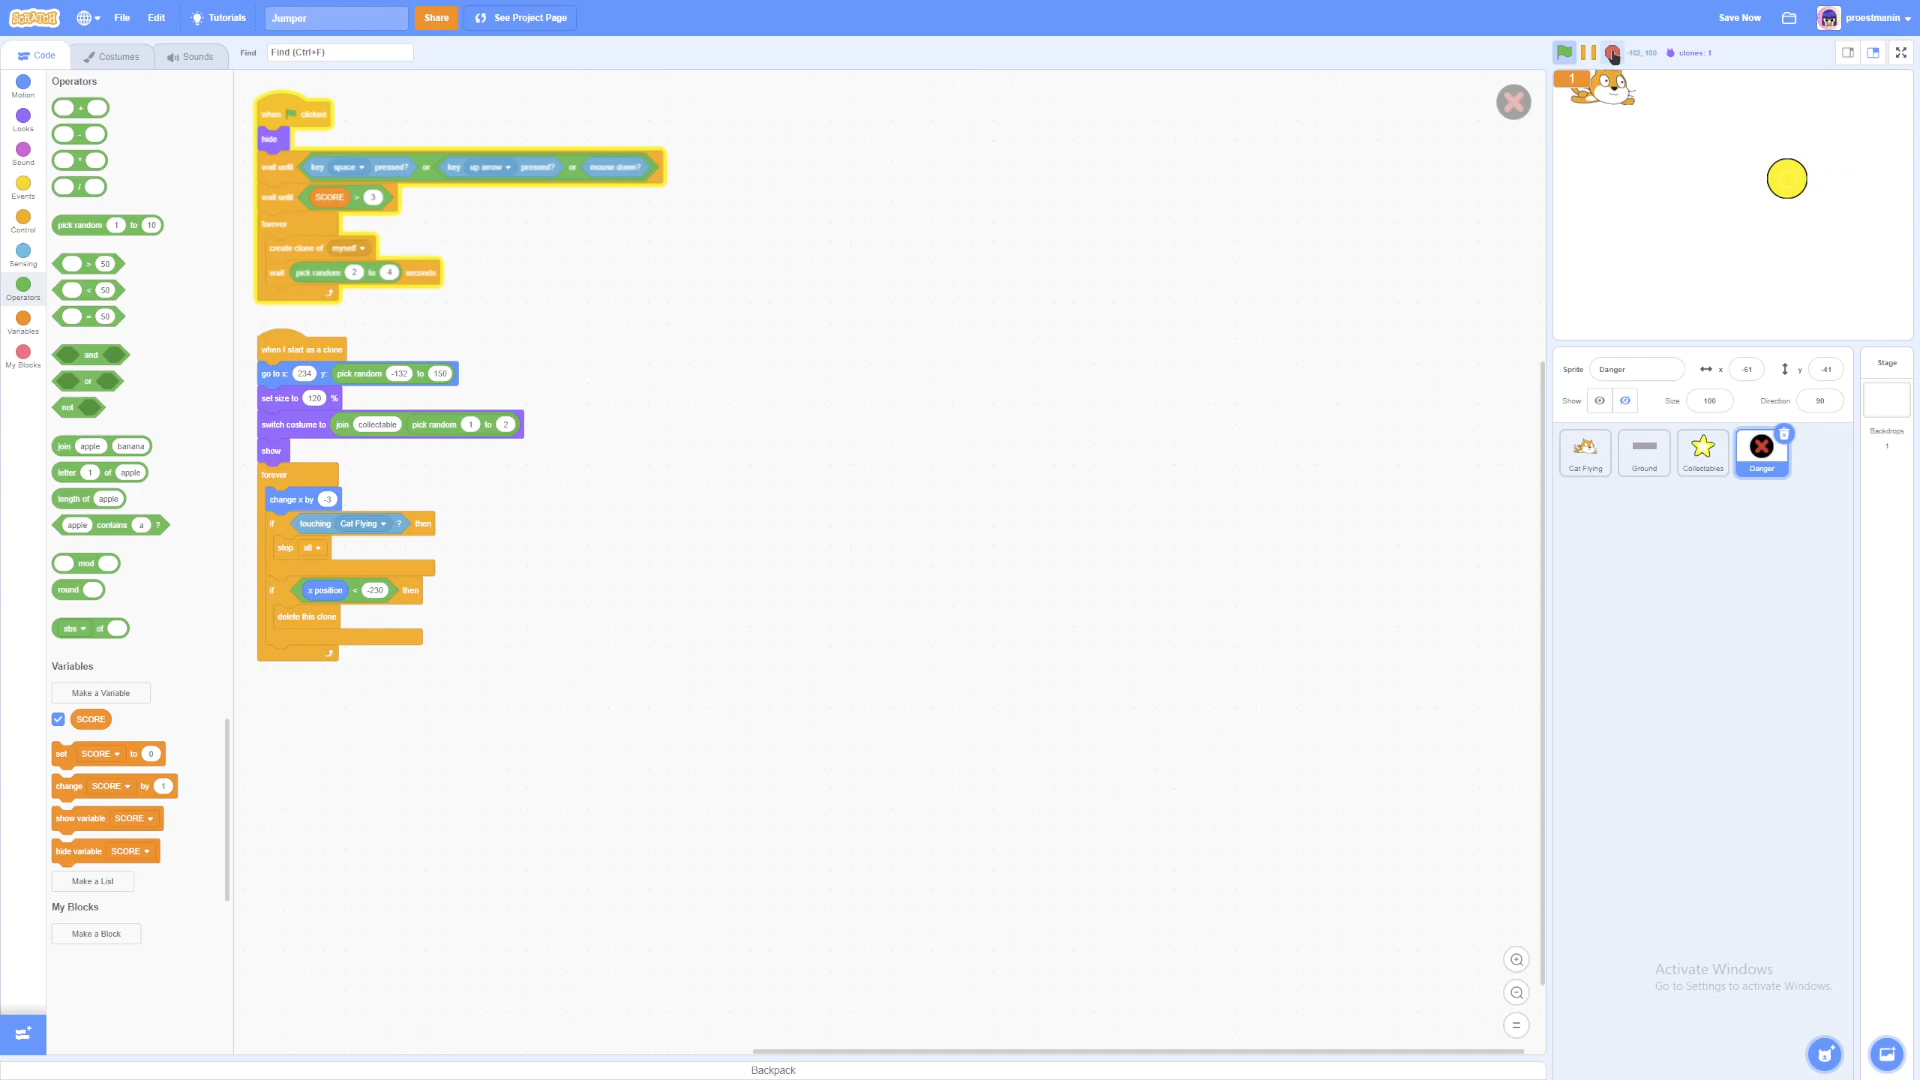 SCRATCH File Edit Tutorials Jumper Share See Project Page Save Now proestmanin
Code Costumes Sounds Find Find (Ctrl+F) clones: 1
Motion
Looks
Sound
Events
Control
Sensing
Operators
Variables
My Blocks
Operators
+
-
*
/
pick random 1 to 10
> 50
< 50
= 50
and
or
not
join apple banana
letter 1 of apple
length of apple
apple contains a ?
mod
round
abs of
Variables
Make a Variable
SCORE
set SCORE to 0
change SCORE by 1
show variable SCORE
hide variable SCORE
Make a List
My Blocks
Make a Block
when clicked
hide
wait until key space pressed? or key up arrow pressed? or mouse down?
wait until SCORE > 3
forever
create clone of myself
wait pick random 2 to 4 seconds
when I start as a clone
go to x: 234 y: pick random -132 to 150
set size to 120 %
switch costume to join collectable pick random 1 to 2
show
forever
change x by -3
if touching Cat Flying ? then
stop all
if x position < -230 then
delete this clone
1
Sprite Danger x -61 y -41
Show Size 100 Direction 90
Cat Flying Ground Collectables Danger
Stage
Backdrops
1
Activate Windows
Go to Settings to activate Windows.
Backpack